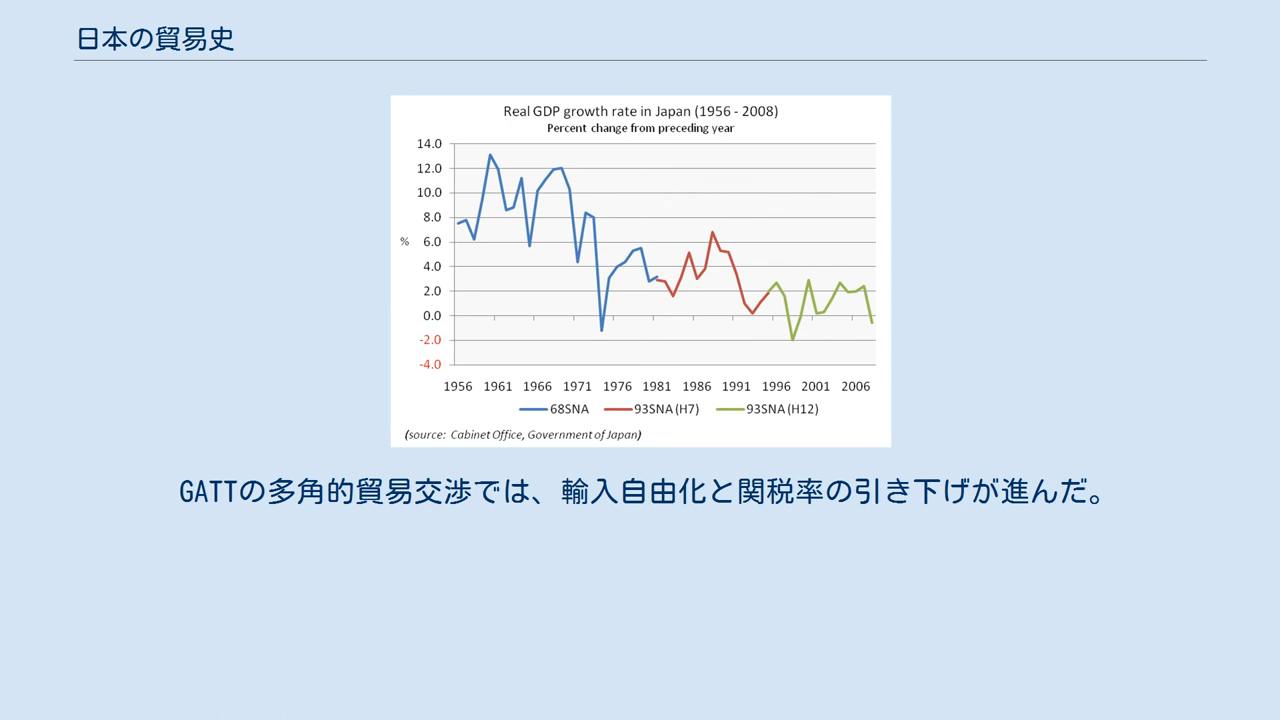 日本の貿易史
Real GDP growth rate in Japan (1956 - 2008)
Percent change from preceding year
14.0
12.0
10.0
8.0
6.0
4.0
2.0
0.0
-2.0
-4.0
%
1956 1961 1966 1971 1976 1981 1986 1991 1996 2001 2006
68SNA 93SNA (H7) 93SNA (H12)
(source: Cabinet Office, Government of Japan)
GATTの多角的貿易交渉では、輸入自由化と関税率の引き下げが進んだ。